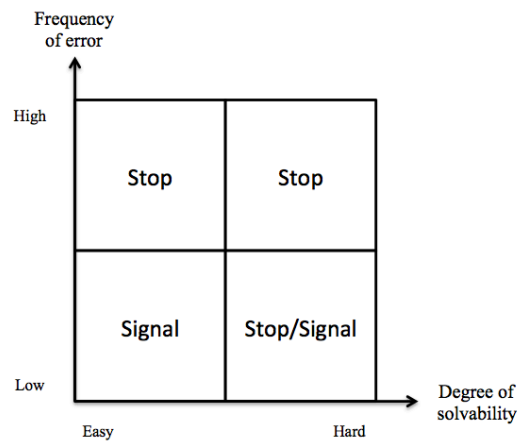 Frequency
of error
High
Stop
Stop
Signal
Stop/Signal
Low
Degree of
solvability
Easy
Hard